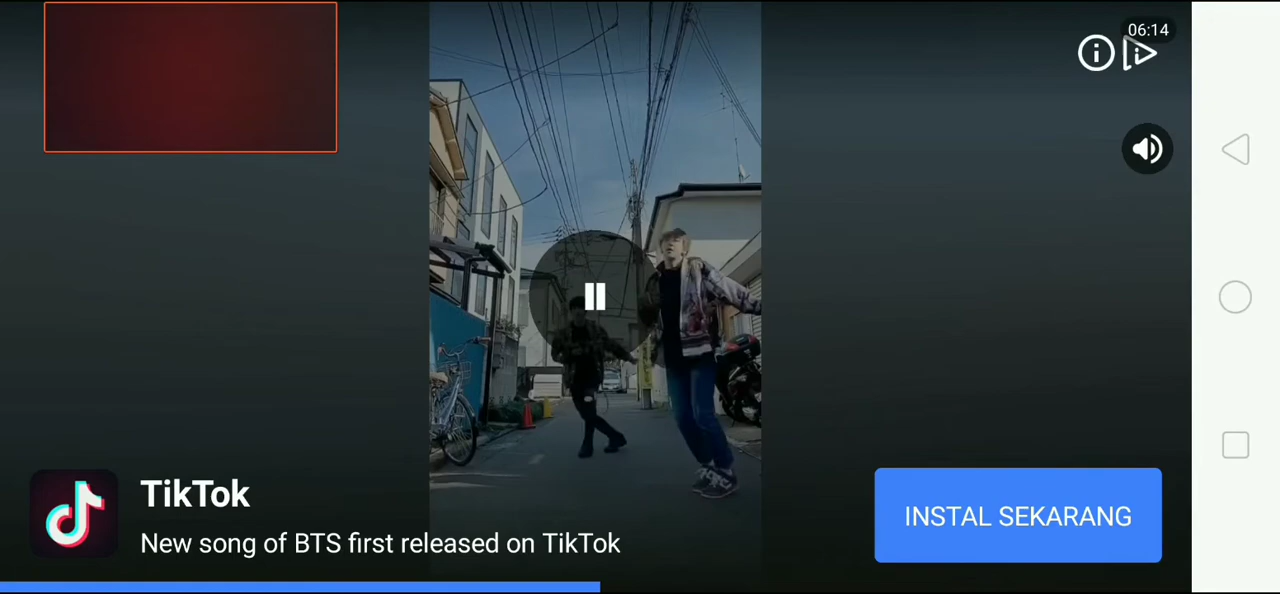 06:14
TikTok
New song of BTS first released on TikTok
INSTAL SEKARANG